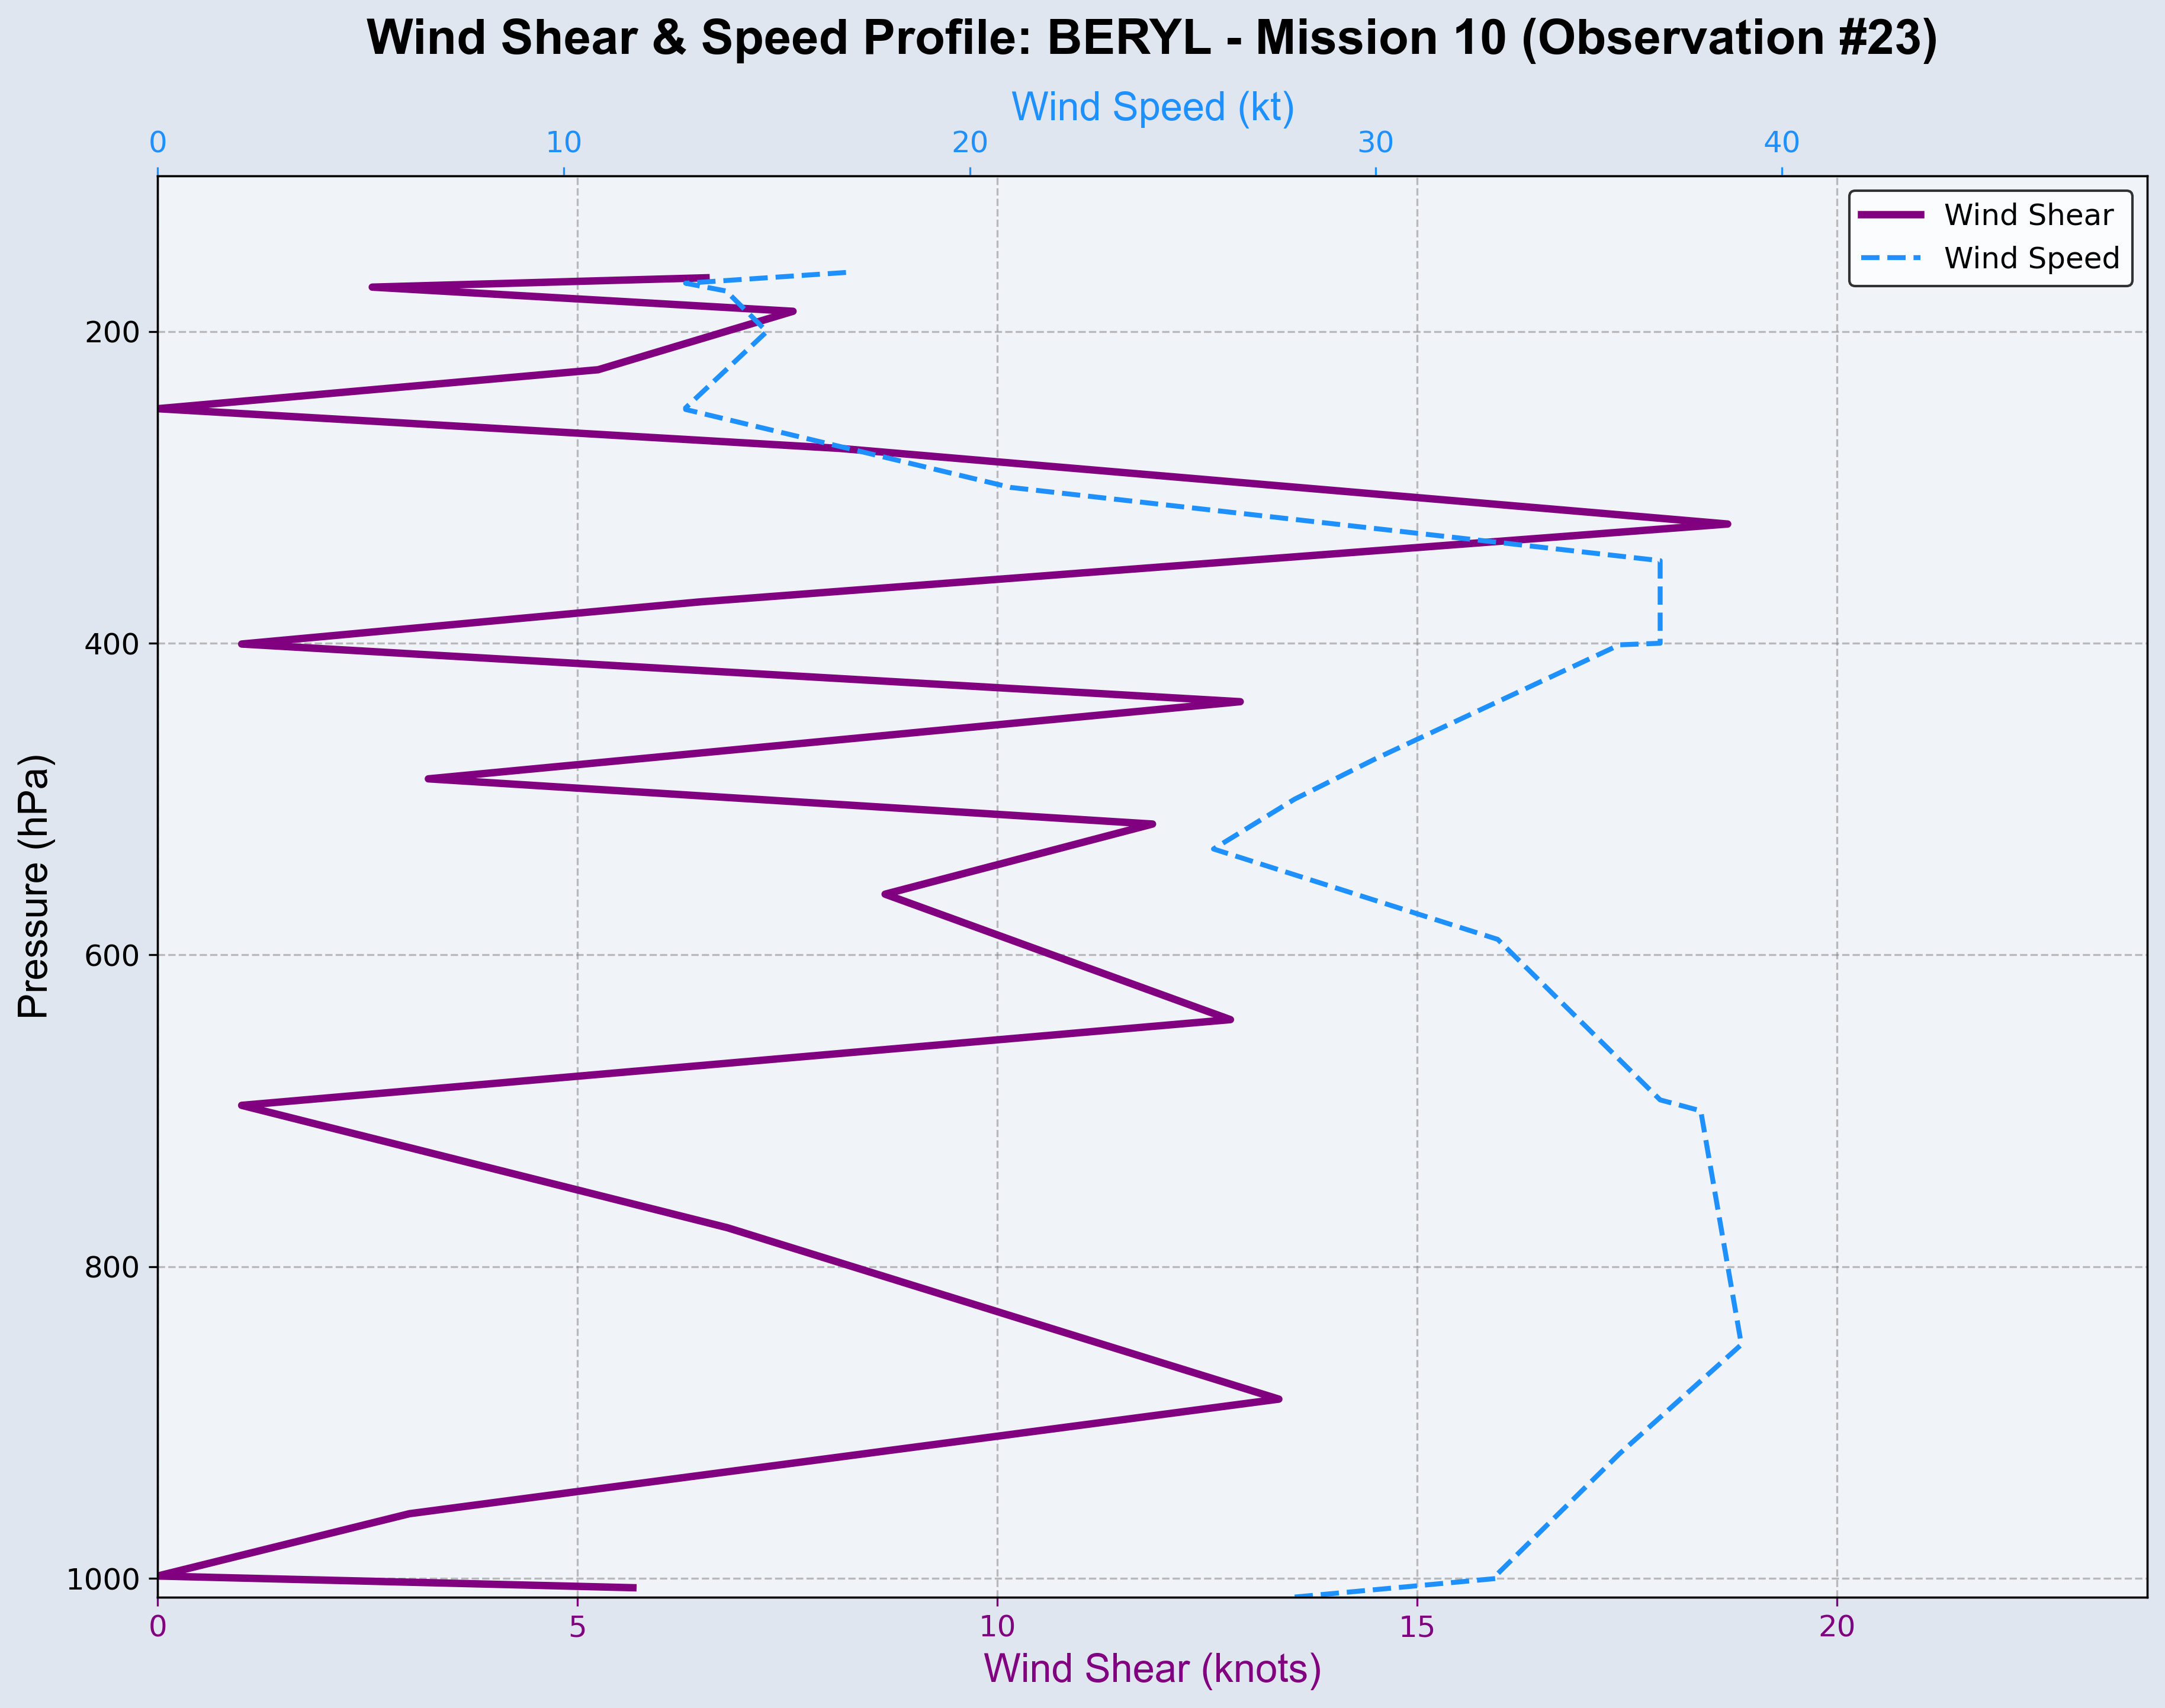 Wind Shear & Speed Profile: BERYL - Mission 10 (Observation #23)
Wind Speed (kt)
0 10 20 30 40
Wind Shear
Wind Speed
200
400
600
800
1000
Pressure (hPa)
0 5 10 15 20
Wind Shear (knots)